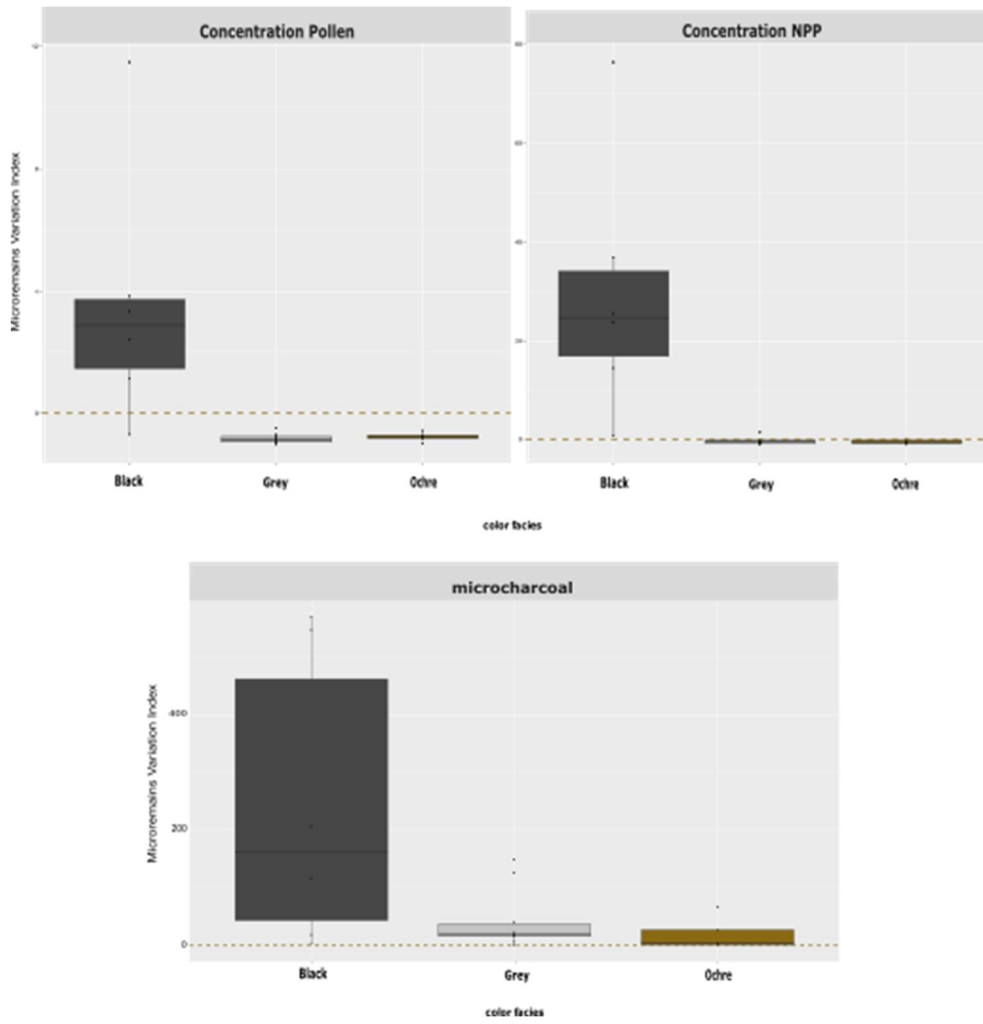 Concentration Pollen
Concentration NPP
Microremains Variation Index
Black
Grey
Ochre
Black
Grey
Ochre
color facies
microcharcoal
Microremains Variation Index
400
200
0
Black
Grey
Ochre
color facies